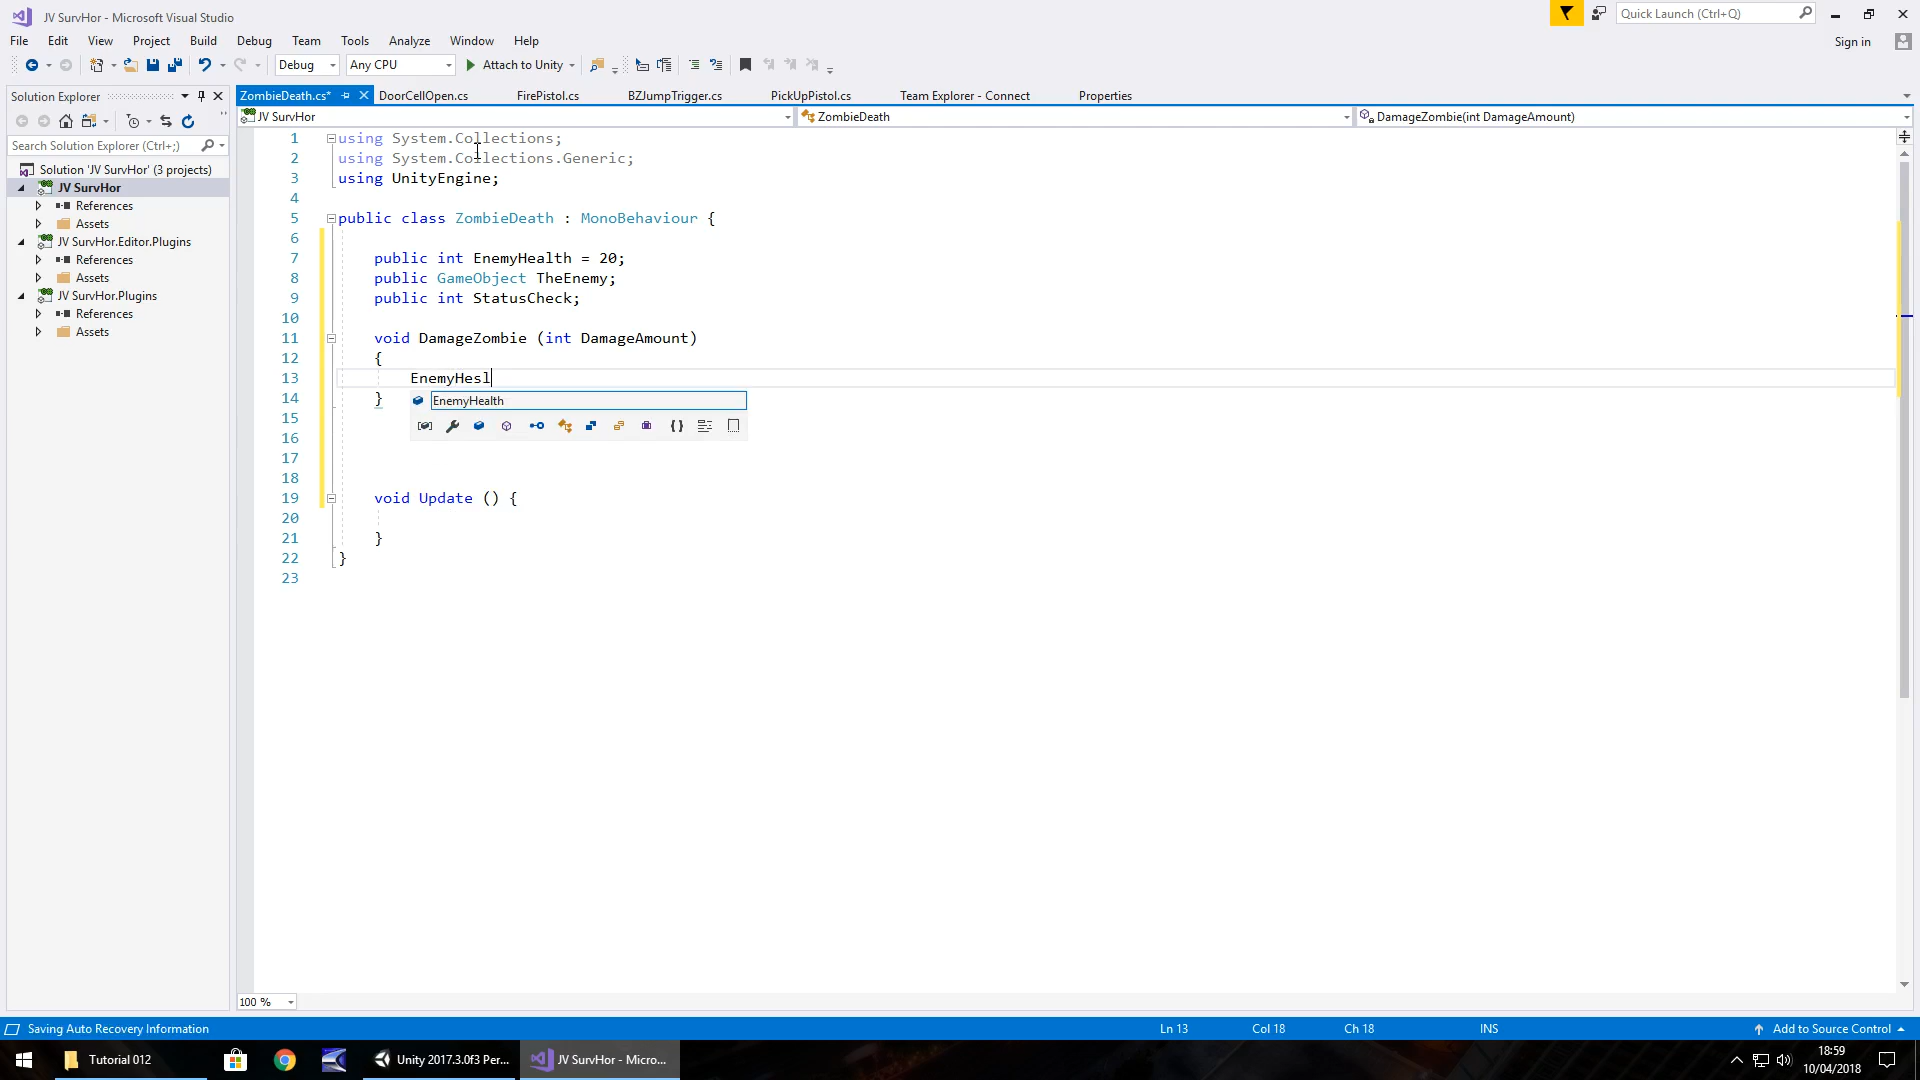 JV SurvHor - Microsoft Visual Studio
Quick Launch (Ctrl+Q)
File Edit View Project Build Debug Team Tools Analyze Window Help
Sign in
Debug Any CPU Attach to Unity
Solution Explorer
ZombieDeath.cs* DoorCellOpen.cs FirePistol.cs BZJumpTrigger.cs PickUpPistol.cs Team Explorer - Connect Properties
JV SurvHor ZombieDeath DamageZombie(int DamageAmount)
Search Solution Explorer (Ctrl+;)
Solution 'JV SurvHor' (3 projects)
JV SurvHor
References
Assets
JV SurvHor.Editor.Plugins
References
Assets
JV SurvHor.Plugins
References
Assets
1 using System.Collections;
2 using System.Collections.Generic;
3 using UnityEngine;
4
5 public class ZombieDeath : MonoBehaviour {
6
7 public int EnemyHealth = 20;
8 public GameObject TheEnemy;
9 public int StatusCheck;
10
11 void DamageZombie (int DamageAmount)
12 {
13 EnemyHesl
14 }
EnemyHealth
15
16
17
18
19 void Update () {
20
21 }
22 }
23
100 %
Saving Auto Recovery Information Ln 13 Col 18 Ch 18 INS Add to Source Control
Tutorial 012 Unity 2017.3.0f3 Per... JV SurvHor - Micro...
18:59
10/04/2018